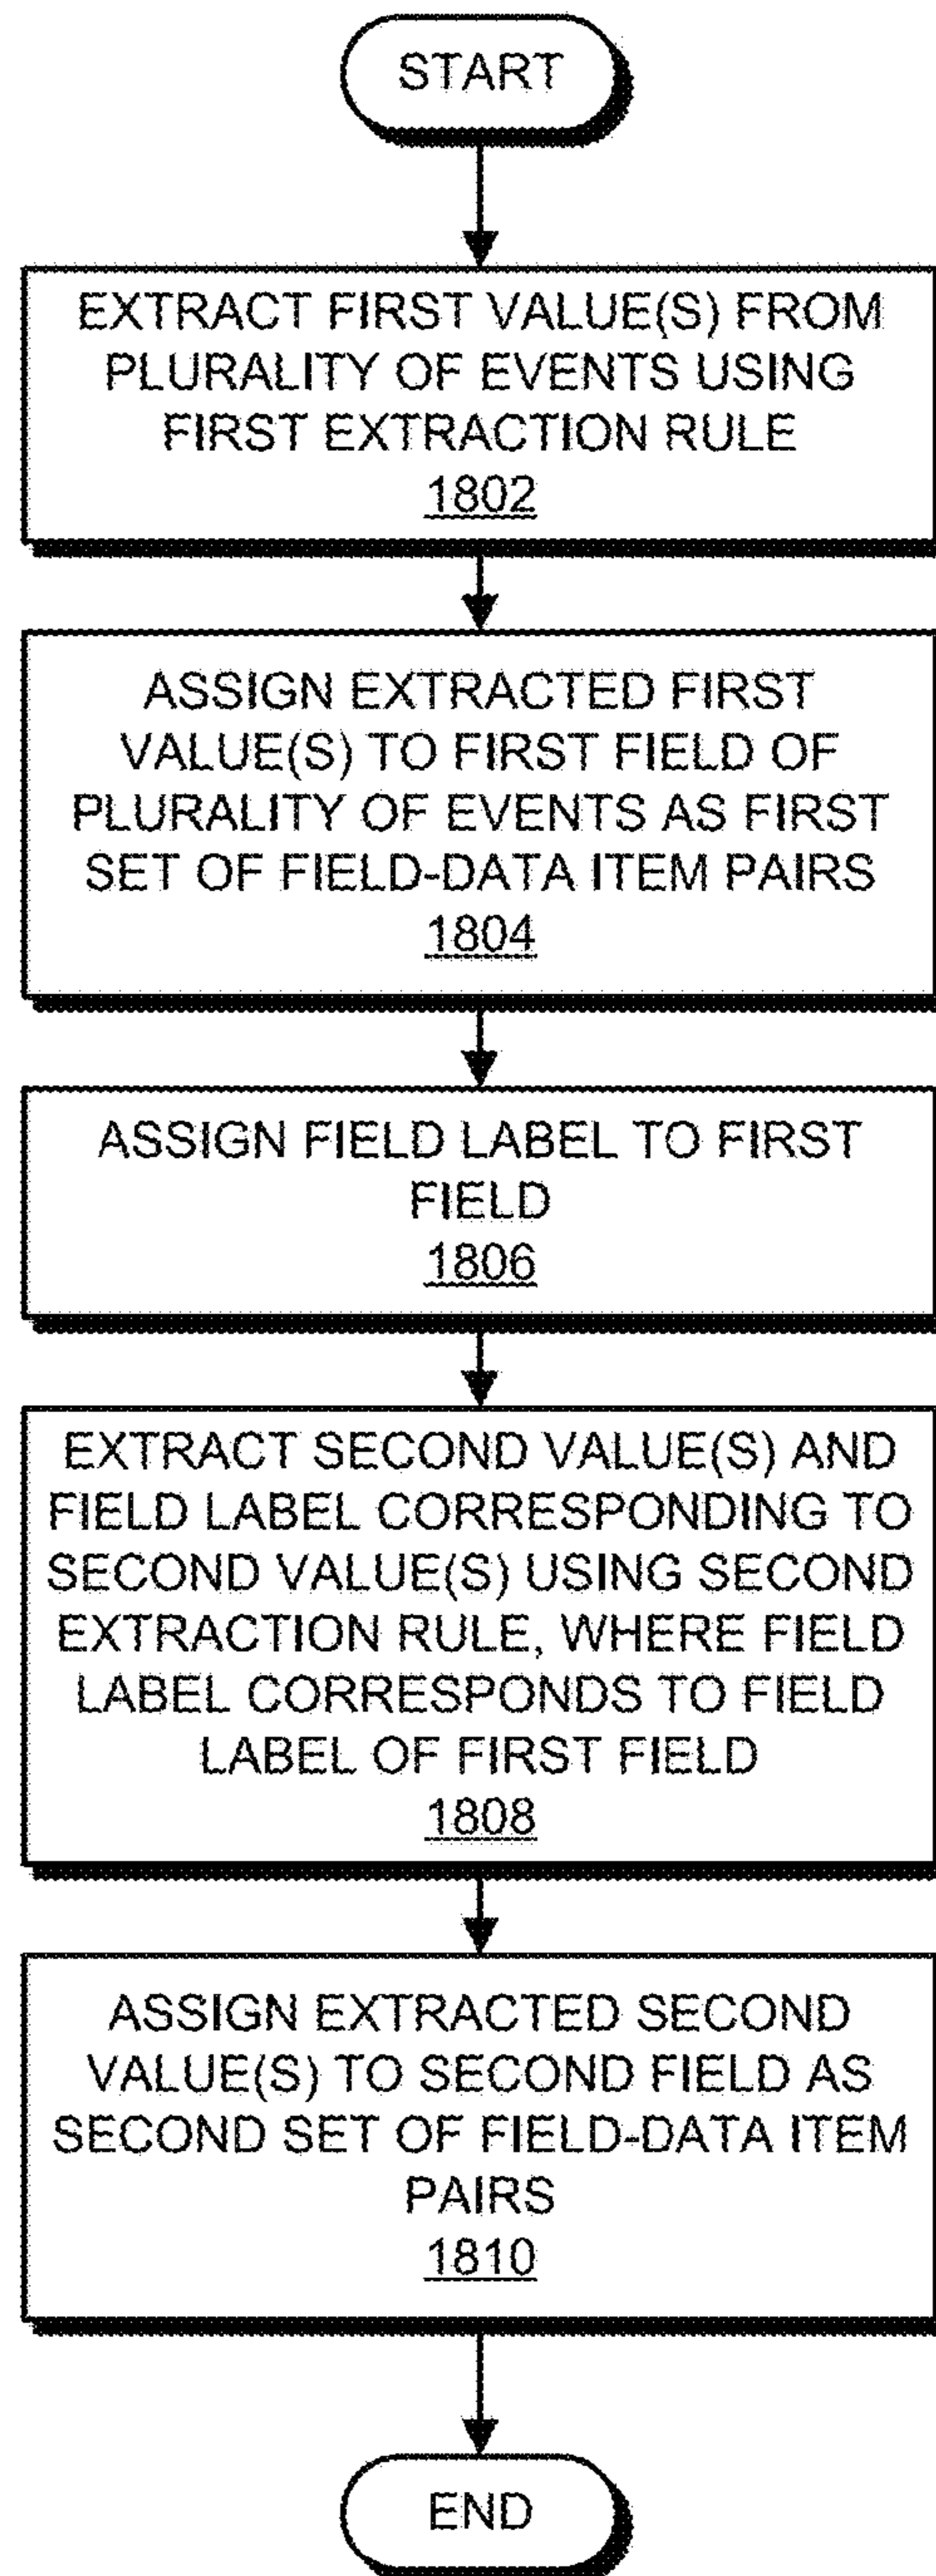 START
EXTRACT FIRST VALUE(S) FROM
PLURALITY OF EVENTS USING
FIRST EXTRACTION RULE
1802
ASSIGN EXTRACTED FIRST
VALUE(S) TO FIRST FIELD OF
PLURALITY OF EVENTS AS FIRST
SET OF FIELD-DATA ITEM PAIRS
1804
ASSIGN FIELD LABEL TO FIRST
FIELD
1806
EXTRACT SECOND VALUE(S) AND
FIELD LABEL CORRESPONDING TO
SECOND VALUE(S) USING SECOND
EXTRACTION RULE, WHERE FIELD
LABEL CORRESPONDS TO FIELD
LABEL OF FIRST FIELD
1808
ASSIGN EXTRACTED SECOND
VALUE(S) TO SECOND FIELD AS
SECOND SET OF FIELD-DATA ITEM
PAIRS
1810
END